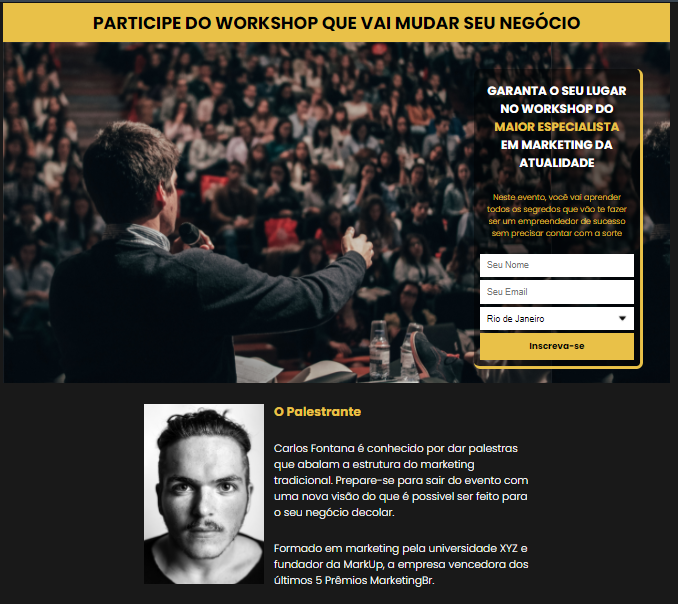 PARTICIPE DO WORKSHOP QUE VAI MUDAR SEU NEGÓCIO
GARANTA O SEU LUGAR
NO WORKSHOP DO
MAIOR ESPECIALISTA
EM MARKETING DA
ATUALIDADE
Neste evento, você vai aprender
todos os segredos que vão te fazer
ser um empreendedor de sucesso
sem precisar contar com a sorte
Seu Nome
Seu Email
Rio de Janeiro
Inscreva-se
O Palestrante
Carlos Fontana é conhecido por dar palestras
que abalam a estrutura do marketing
tradicional. Prepare-se para sair do evento com
uma nova visão do que é possivel ser feito para
o seu negócio decolar.
Formado em marketing pela universidade XYZ e
fundador da MarkUp, a empresa vencedora dos
últimos 5 Prêmios MarketingBr.